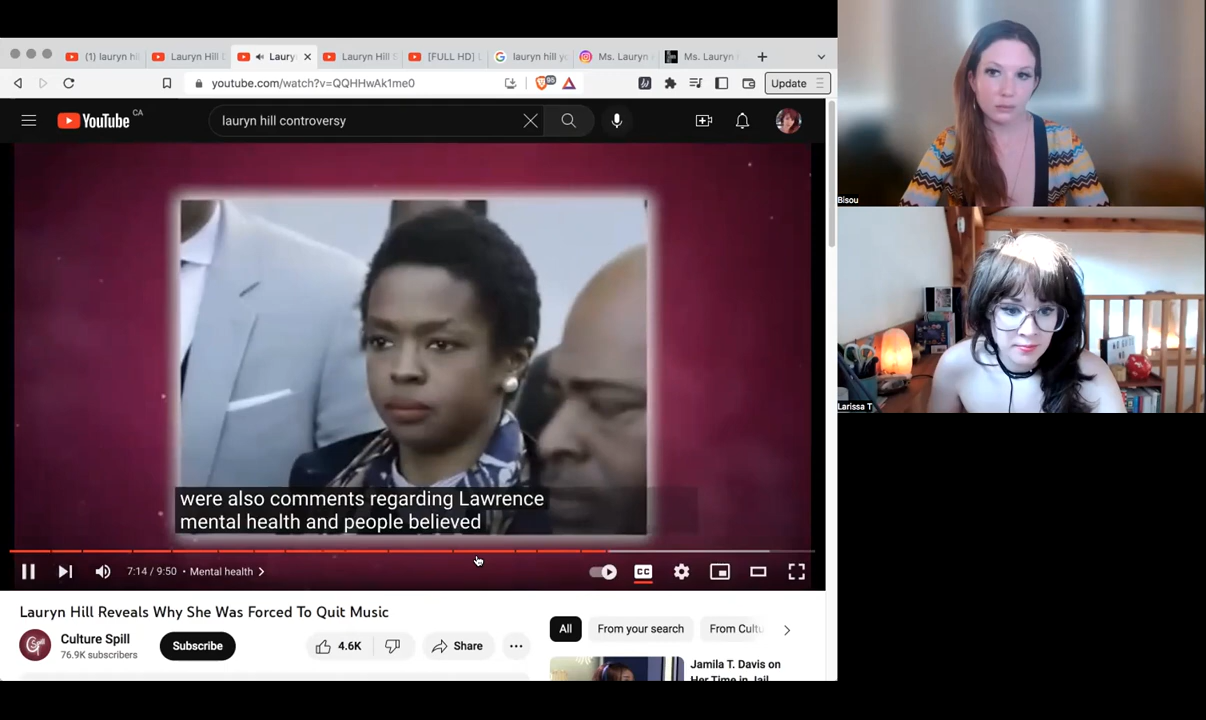 (1) lauryn hi
Lauryn Hill L
Laury
Lauryn Hill S
[FULL HD] L
lauryn hill yo
Ms. Lauryn
Ms. Lauryn
youtube.com/watch?v=QQHHwAk1me0
95
Update
YouTube CA
lauryn hill controversy
were also comments regarding Lawrence
mental health and people believed
7:14 / 9:50 • Mental health
CC
Lauryn Hill Reveals Why She Was Forced To Quit Music
Culture Spill
76.9K subscribers
Subscribe
4.6K
Share
All
From your search
From Cultu
Jamila T. Davis on
Her Time in Jail
Bisou
Larissa T